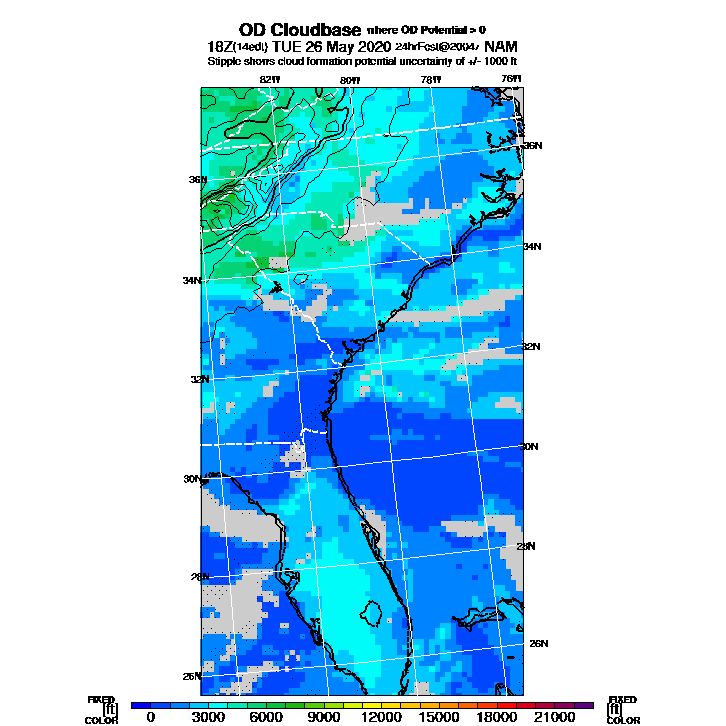 OD Cloudbase where OD Potential > 0
18Z(14edt) TUE 26 May 2020 24hrFcst@2004z NAM
Stipple shows cloud formation potential uncertainty of +/- 1000 ft
82W 80W 78W 76W
36N
36N
34N
34N
32N
32N
30N
30N
28N
28N
26N
26N
FIXED FIXED
[ft] [ft]
COLOR COLOR
0 3000 6000 9000 12000 15000 18000 21000